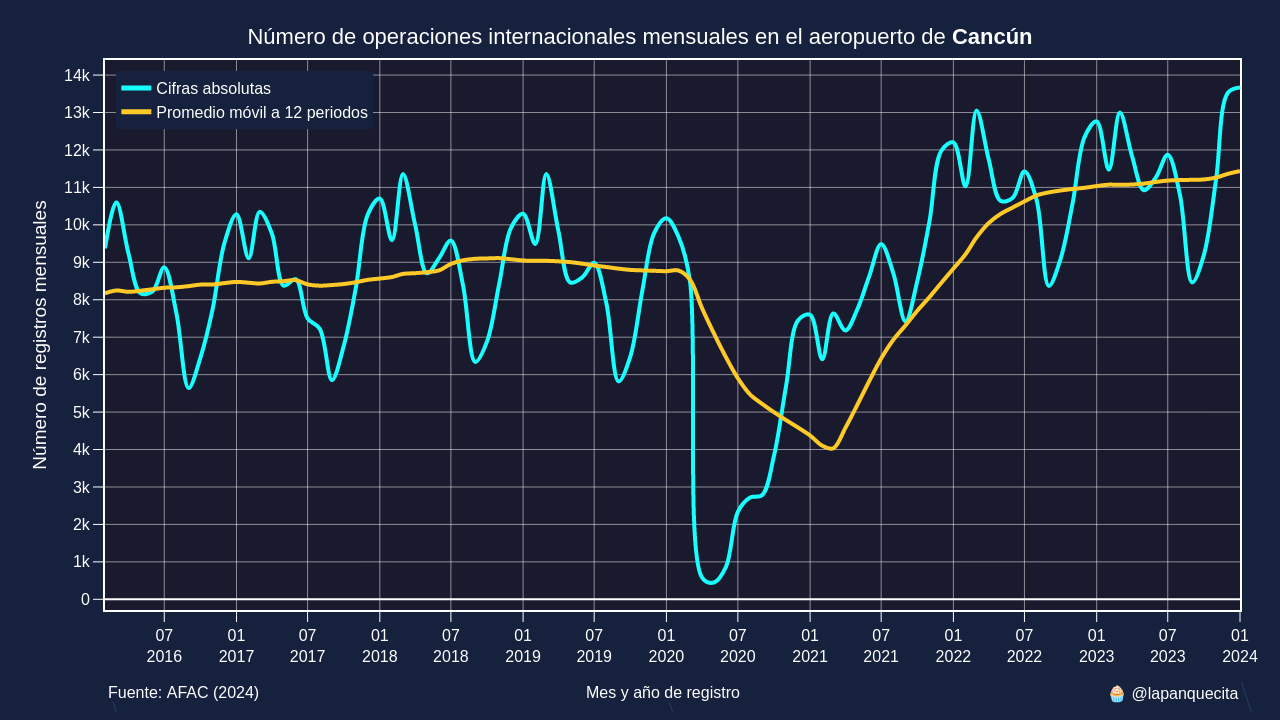 Número de operaciones internacionales mensuales en el aeropuerto de Cancún
Cifras absolutas
Promedio móvil a 12 periodos
Número de registros mensuales
14k
13k
12k
11k
10k
9k
8k
7k
6k
5k
4k
3k
2k
1k
0
07 01 07 01 07 01 07 01 07 01 07 01 07 01 07 01
2016 2017 2017 2018 2018 2019 2019 2020 2020 2021 2021 2022 2022 2023 2023 2024
Fuente: AFAC (2024) Mes y año de registro 🧁 @lapanquecita